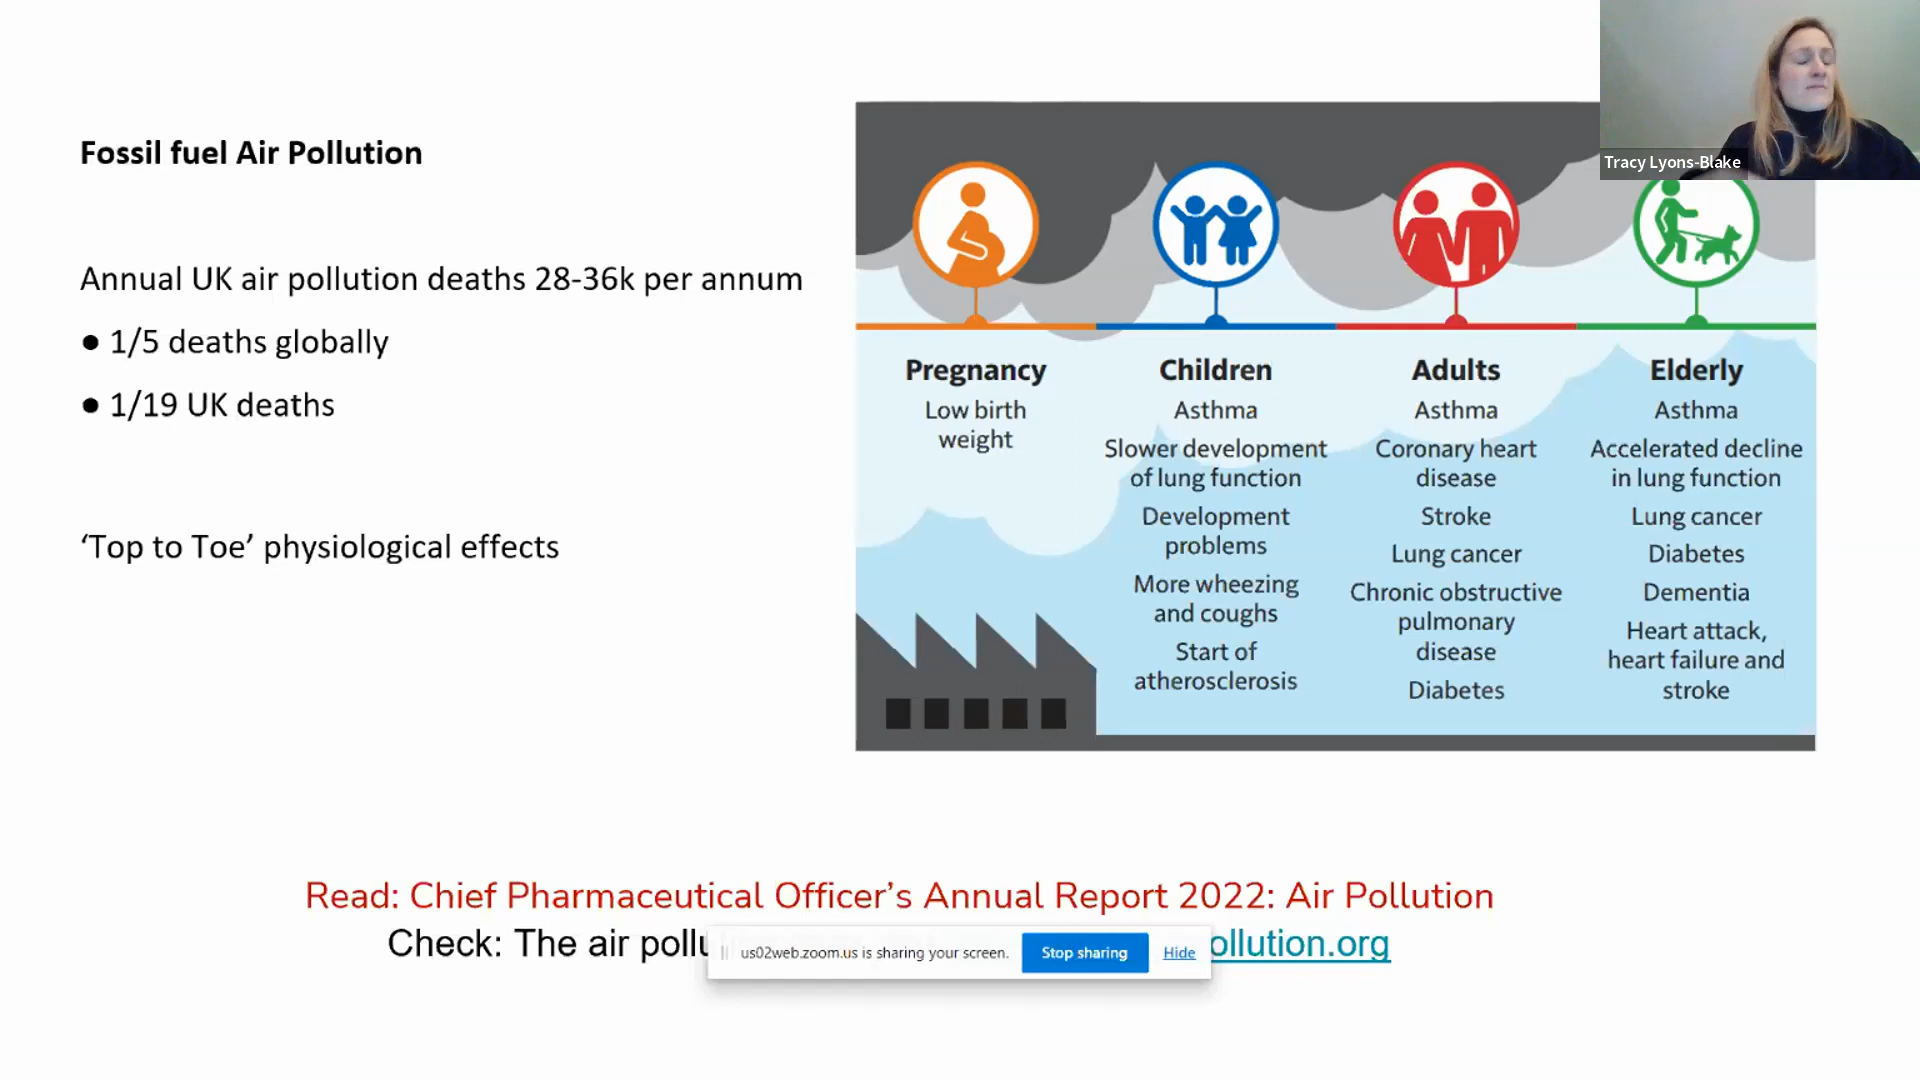 Tracy Lyons-Blake
Fossil fuel Air Pollution
Annual UK air pollution deaths 28-36k per annum
● 1/5 deaths globally
● 1/19 UK deaths
‘Top to Toe’ physiological effects
Pregnancy
Low birth
weight
Children
Asthma
Slower development
of lung function
Development
problems
More wheezing
and coughs
Start of
atherosclerosis
Adults
Asthma
Coronary heart
disease
Stroke
Lung cancer
Chronic obstructive
pulmonary
disease
Diabetes
Elderly
Asthma
Accelerated decline
in lung function
Lung cancer
Diabetes
Dementia
Heart attack,
heart failure and
stroke
Read: Chief Pharmaceutical Officer’s Annual Report 2022: Air Pollution
Check: The air pollu ollution.org
us02web.zoom.us is sharing your screen. Stop sharing Hide